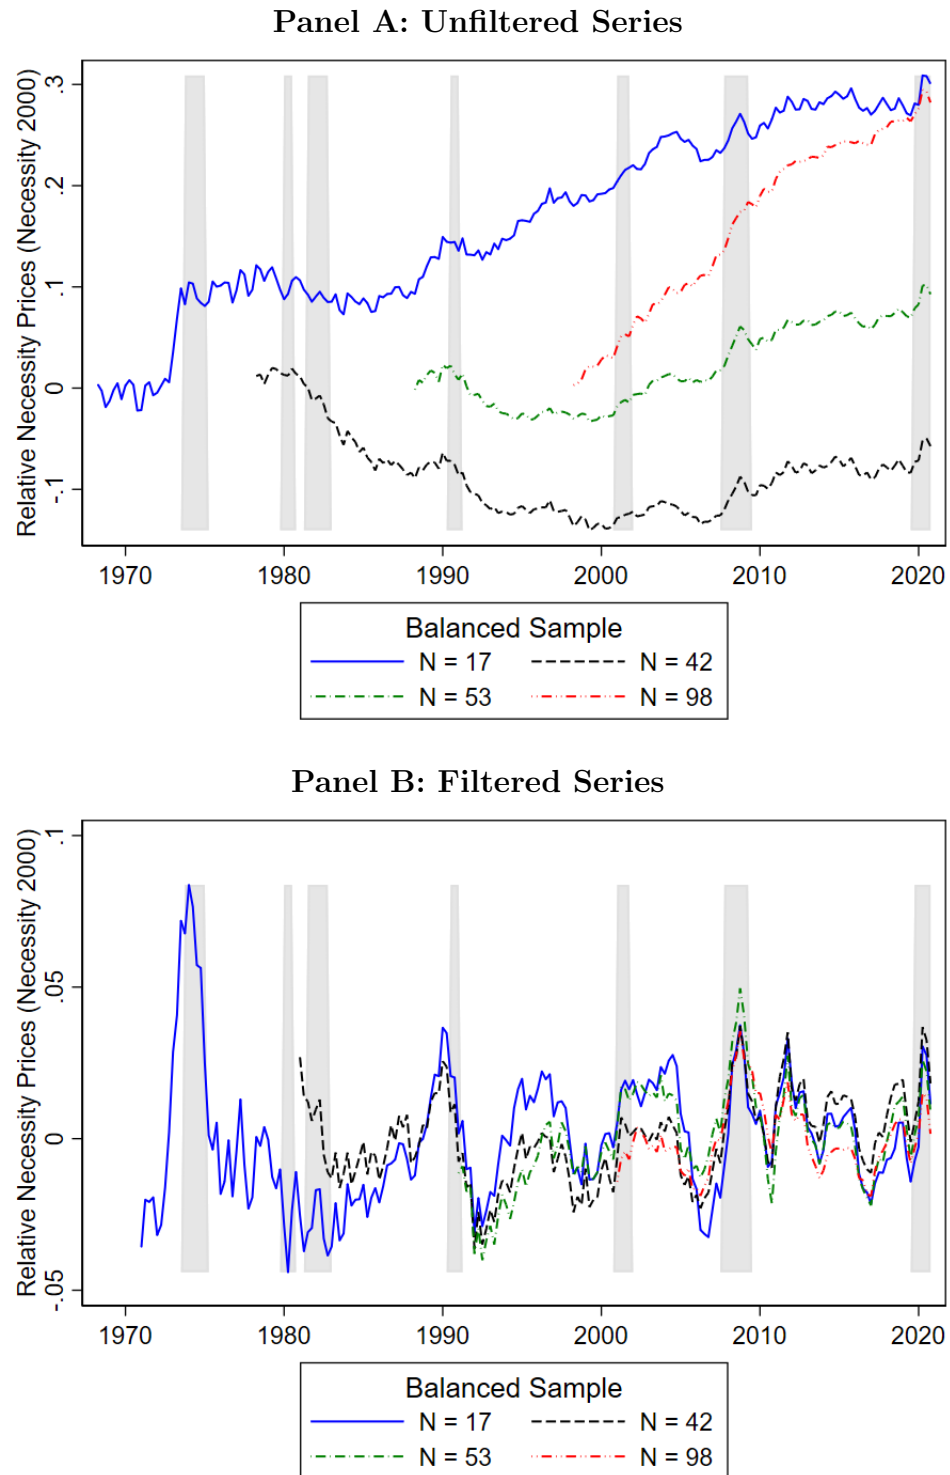 Panel A: Unfiltered Series
Relative Necessity Prices (Necessity 2000)
.3
.2
.1
0
-.1
1970 1980 1990 2000 2010 2020
Balanced Sample
N = 17 N = 42
N = 53 N = 98
Panel B: Filtered Series
Relative Necessity Prices (Necessity 2000)
.1
.05
0
-.05
1970 1980 1990 2000 2010 2020
Balanced Sample
N = 17 N = 42
N = 53 N = 98